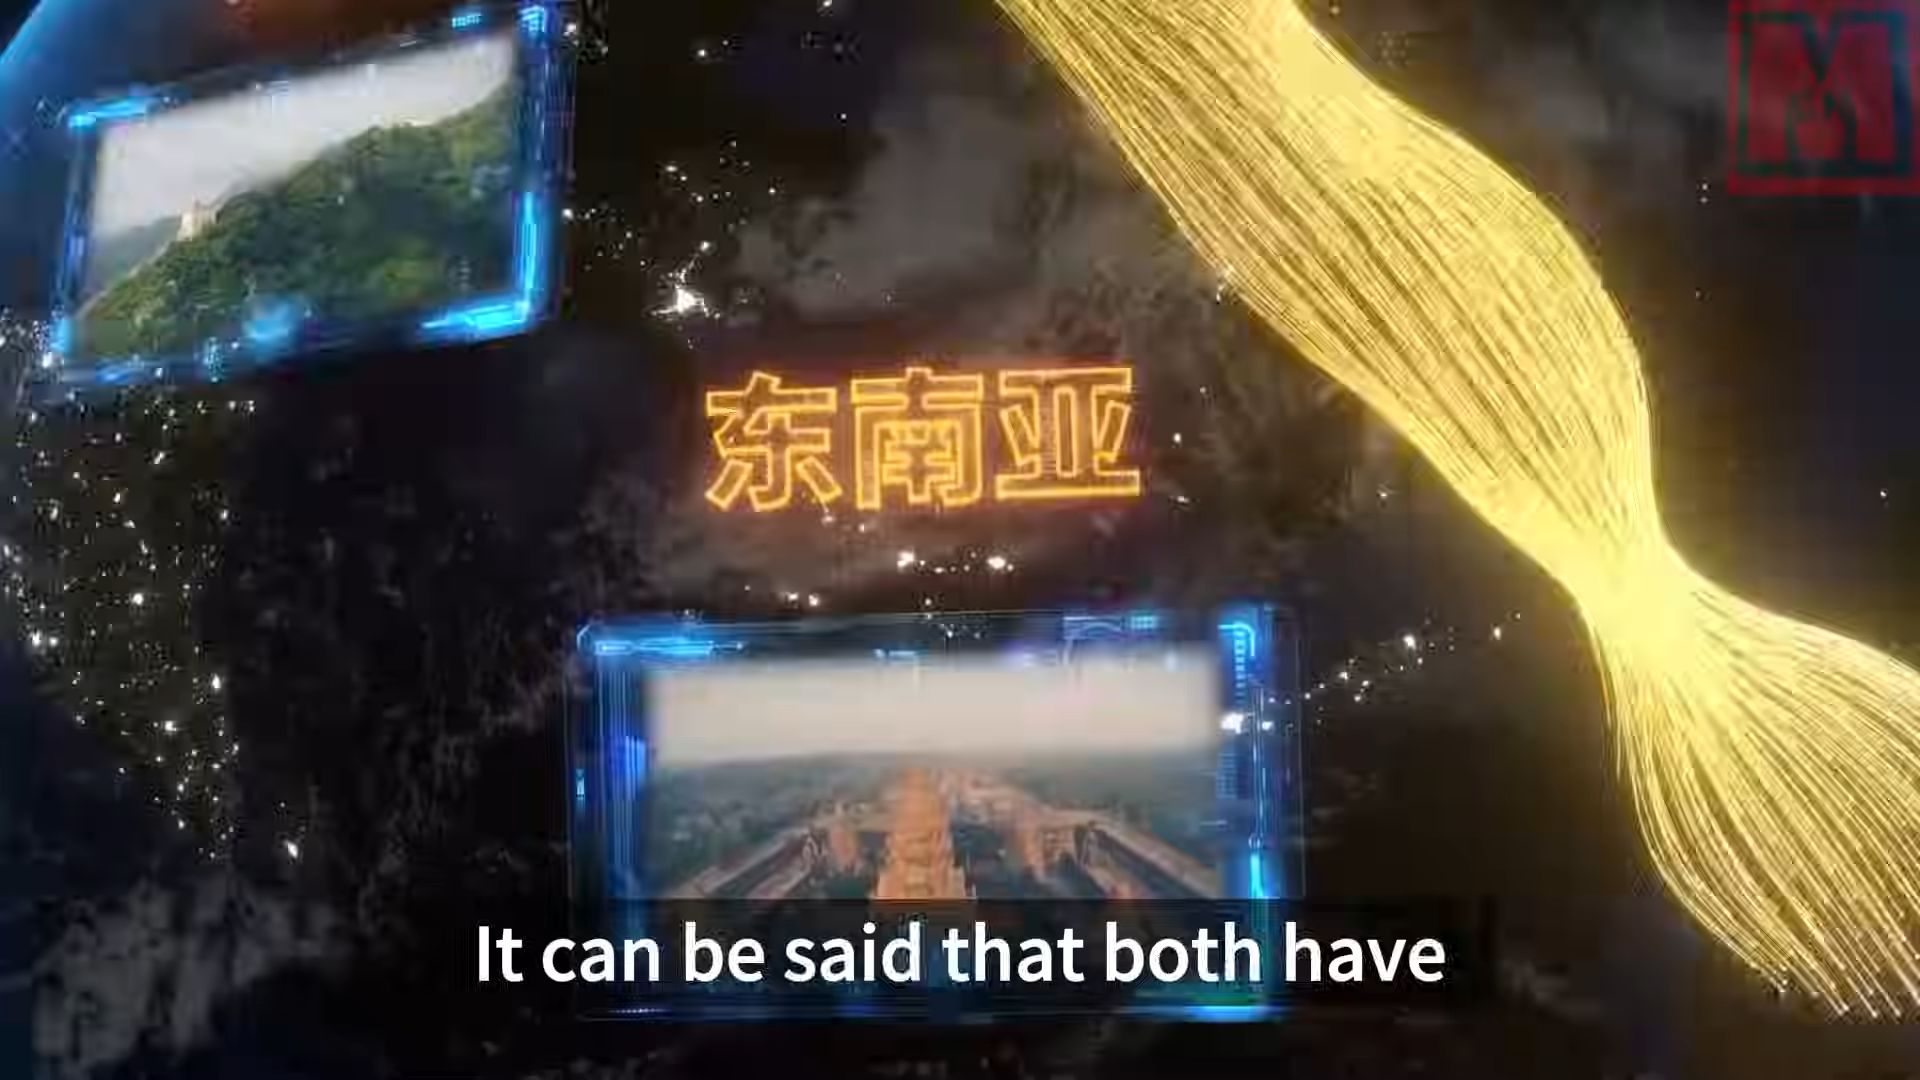 东南亚
It can be said that both have